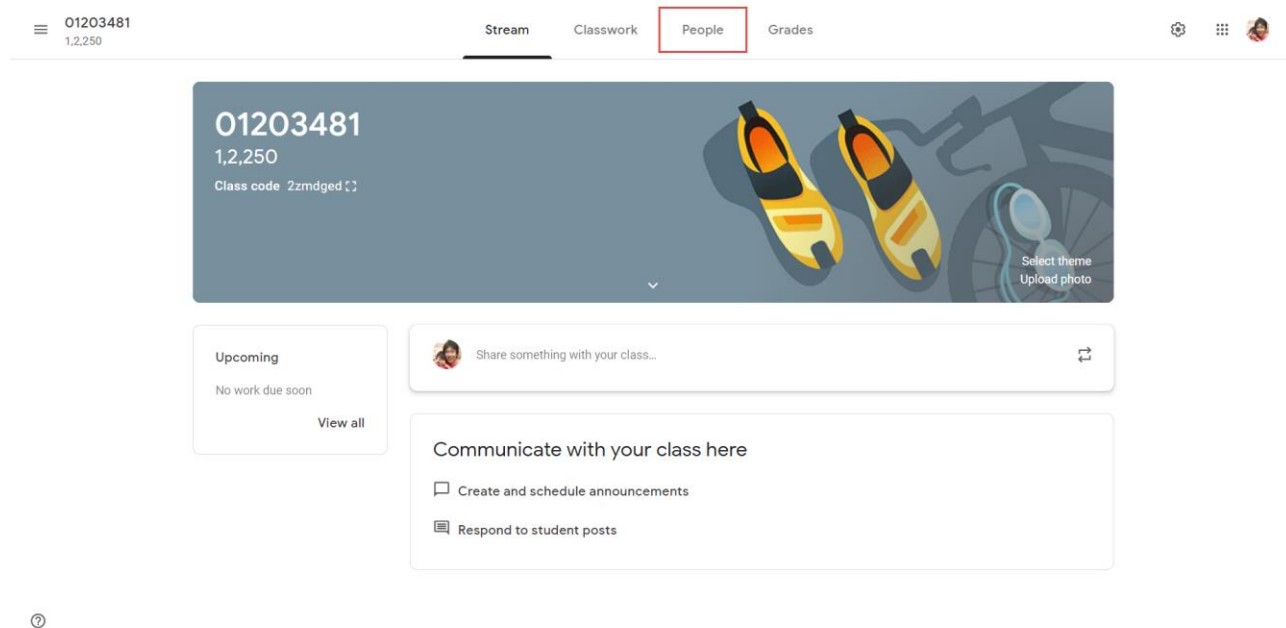 01203481
1,2,250
Stream Classwork People Grades
01203481
1,2,250
Class code 2zmdged
Select theme
Upload photo
Upcoming
No work due soon
View all
Share something with your class...
Communicate with your class here
Create and schedule announcements
Respond to student posts